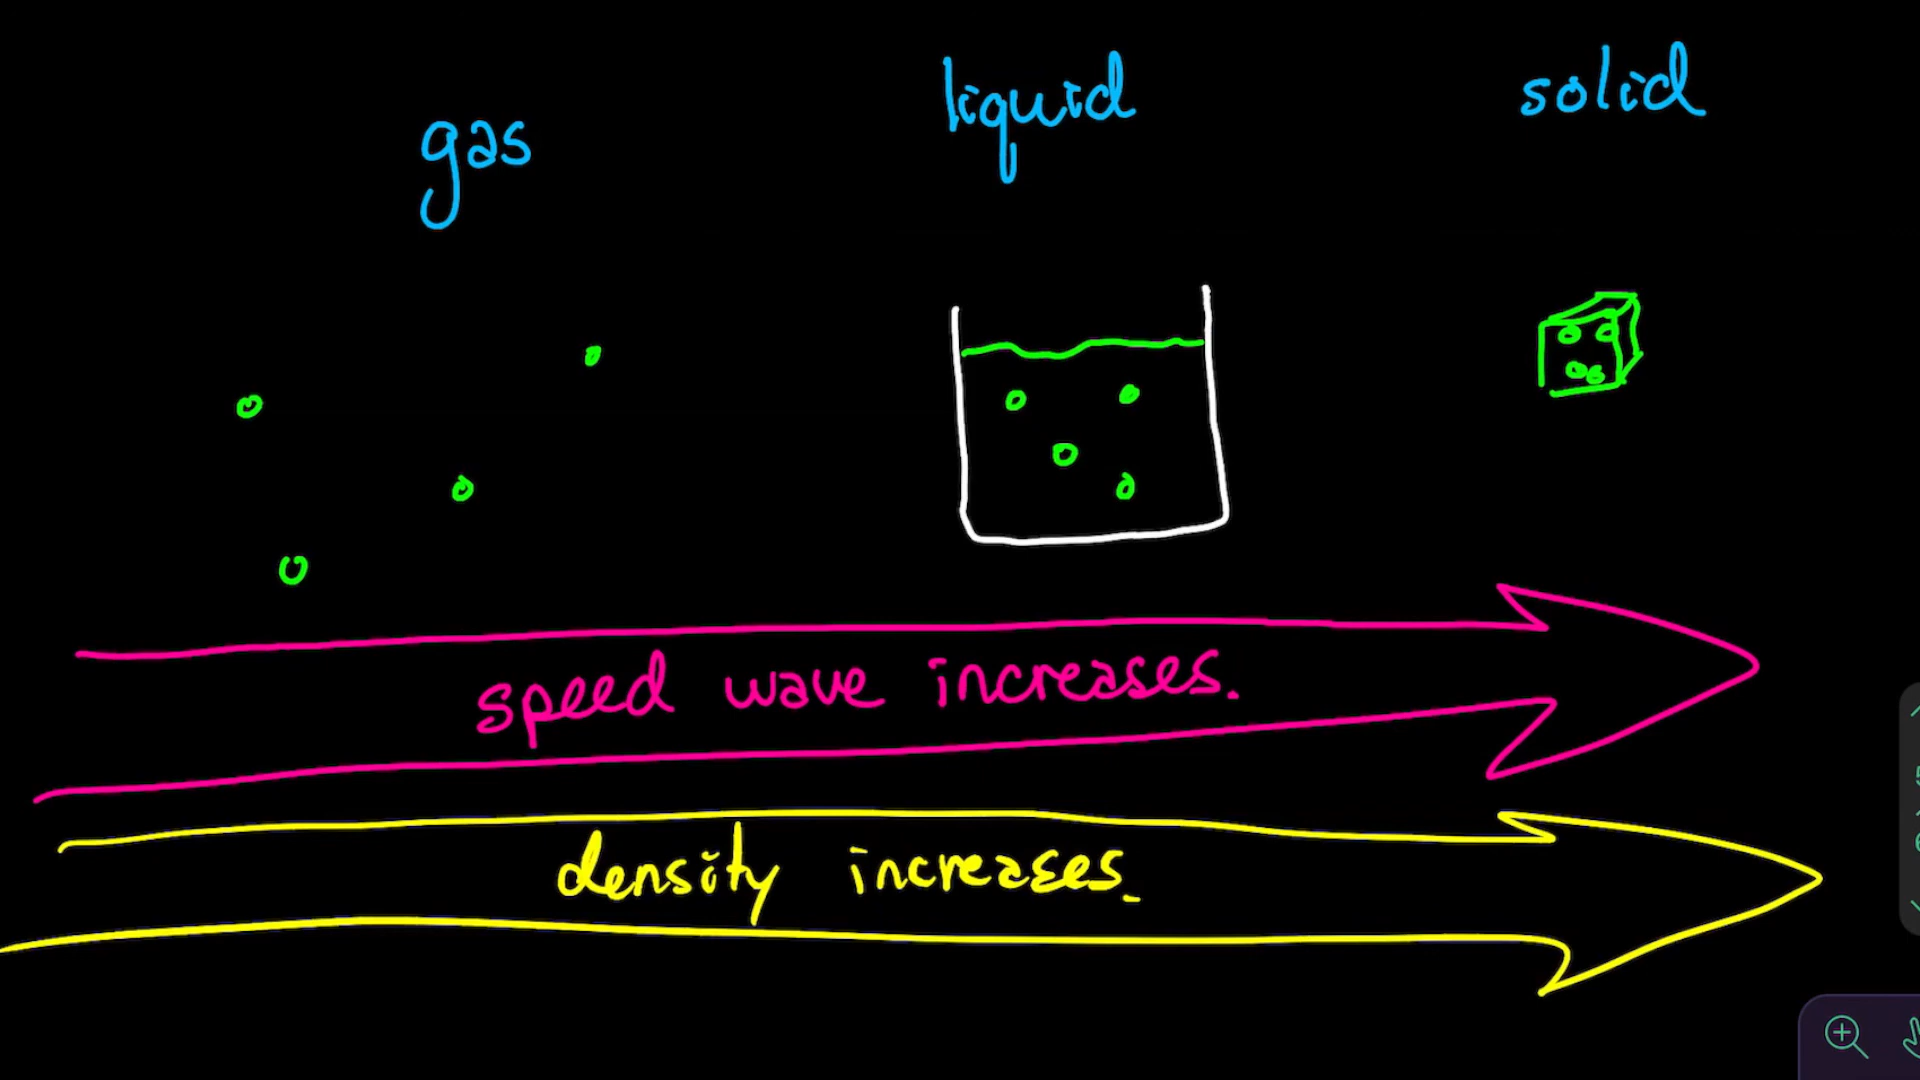 gas
liquid
solid
speed wave increases.
density increases.